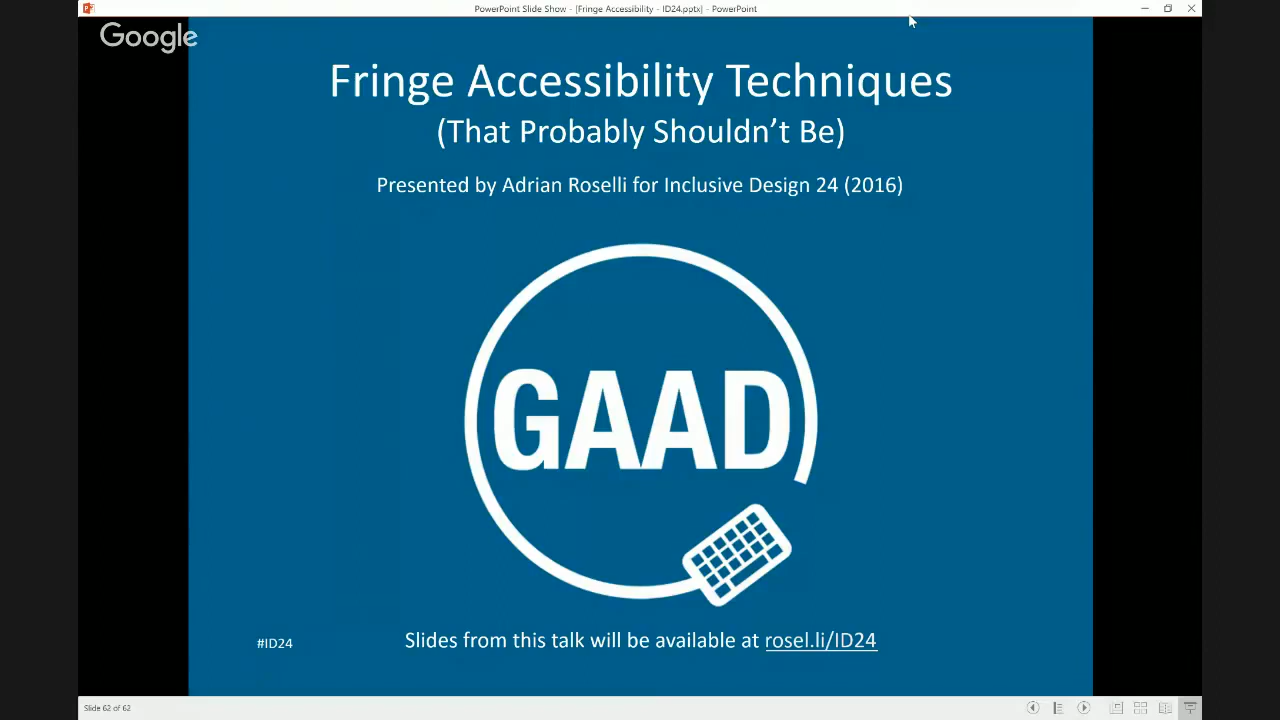 PowerPoint Slide Show - [Fringe Accessibility - ID24.pptx] - PowerPoint
Google
Fringe Accessibility Techniques
(That Probably Shouldn't Be)
Presented by Adrian Roselli for Inclusive Design 24 (2016)
GAAD
#ID24
Slides from this talk will be available at rosel.li/ID24
Slide 62 of 62